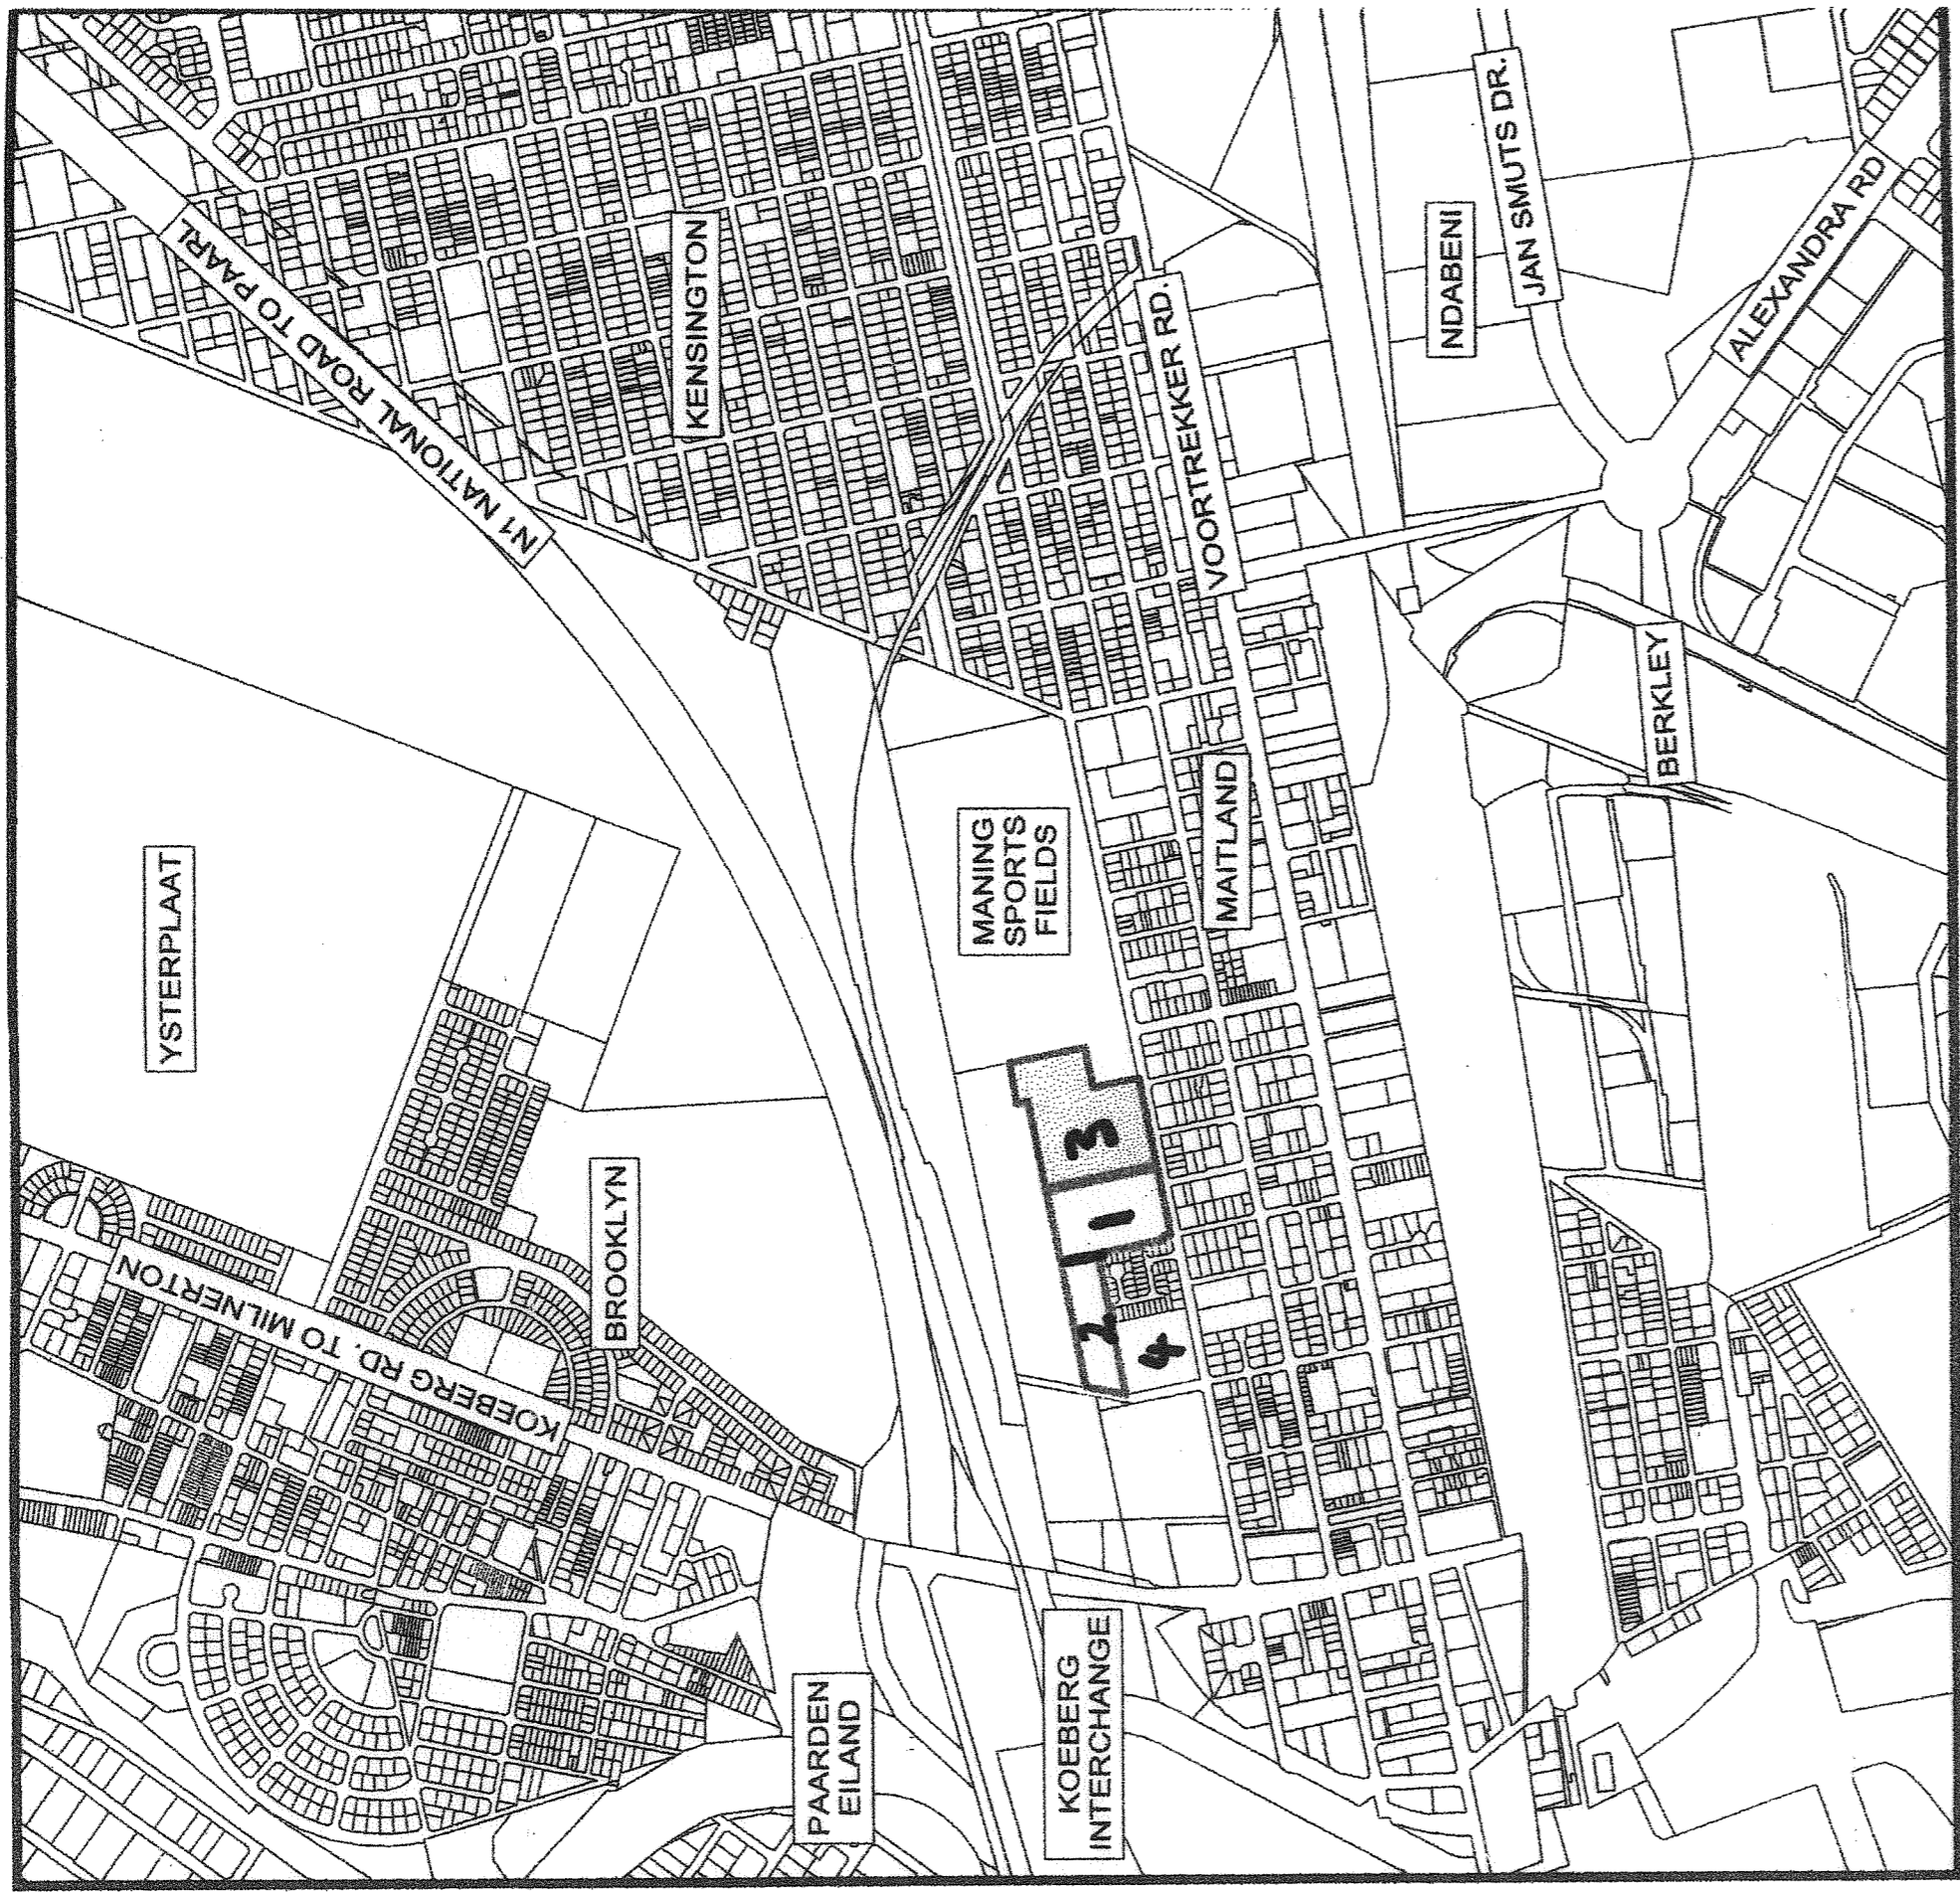 N1 NATIONAL ROAD TO PAARL
KENSINGTON
VOORTREKKER RD.
NDABENI
JAN SMUTS DR.
ALEXANDRA RD
YSTERPLAAT
MANING
SPORTS
FIELDS
MAITLAND
BERKLEY
KOEBERG RD. TO MILNERTON
BROOKLYN
3
1
2
4
PAARDEN
EILAND
KOEBERG
INTERCHANGE